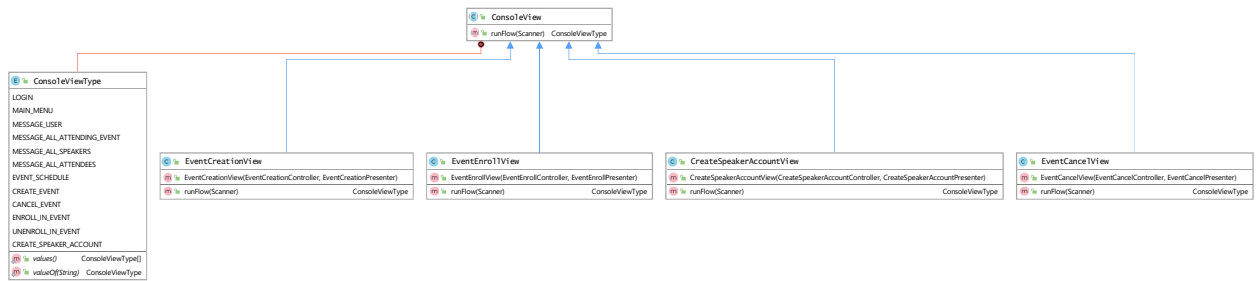 C ConsoleView
m runFlow(Scanner) ConsoleViewType
E ConsoleViewType
LOGIN
MAIN_MENU
MESSAGE_USER
MESSAGE_ALL_ATTENDING_EVENT
MESSAGE_ALL_SPEAKERS
MESSAGE_ALL_ATTENDEES
EVENT_SCHEDULE
CREATE_EVENT
CANCEL_EVENT
ENROLL_IN_EVENT
UNENROLL_IN_EVENT
CREATE_SPEAKER_ACCOUNT
m values() ConsoleViewType[]
m valueOf(String) ConsoleViewType
C EventCreationView
m EventCreationView(EventCreationController, EventCreationPresenter)
m runFlow(Scanner) ConsoleViewType
C EventEnrollView
m EventEnrollView(EventEnrollController, EventEnrollPresenter)
m runFlow(Scanner) ConsoleViewType
C CreateSpeakerAccountView
m CreateSpeakerAccountView(CreateSpeakerAccountController, CreateSpeakerAccountPresenter)
m runFlow(Scanner) ConsoleViewType
C EventCancelView
m EventCancelView(EventCancelController, EventCancelPresenter)
m runFlow(Scanner) ConsoleViewType